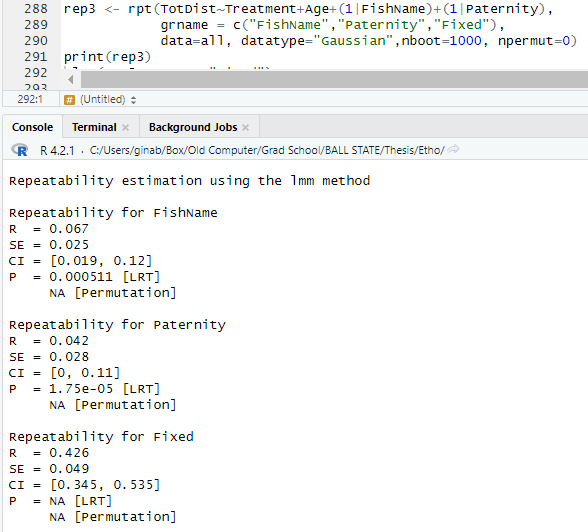 288 rep3 <- rpt(TotDist~Treatment+Age+(1|FishName)+(1|Paternity),
289 grname = c("FishName","Paternity","Fixed"),
290 data=all, datatype="Gaussian",nboot=1000, npermut=0)
291 print(rep3)
292
293
292:1 # (Untitled)
Console Terminal × Background Jobs ×
R R 4.2.1 · C:/Users/ginab/Box/Old Computer/Grad School/BALL STATE/Thesis/Etho/
Repeatability estimation using the lmm method
Repeatability for FishName
R = 0.067
SE = 0.025
CI = [0.019, 0.12]
P = 0.000511 [LRT]
NA [Permutation]
Repeatability for Paternity
R = 0.042
SE = 0.028
CI = [0, 0.11]
P = 1.75e-05 [LRT]
NA [Permutation]
Repeatability for Fixed
R = 0.426
SE = 0.049
CI = [0.345, 0.535]
P = NA [LRT]
NA [Permutation]